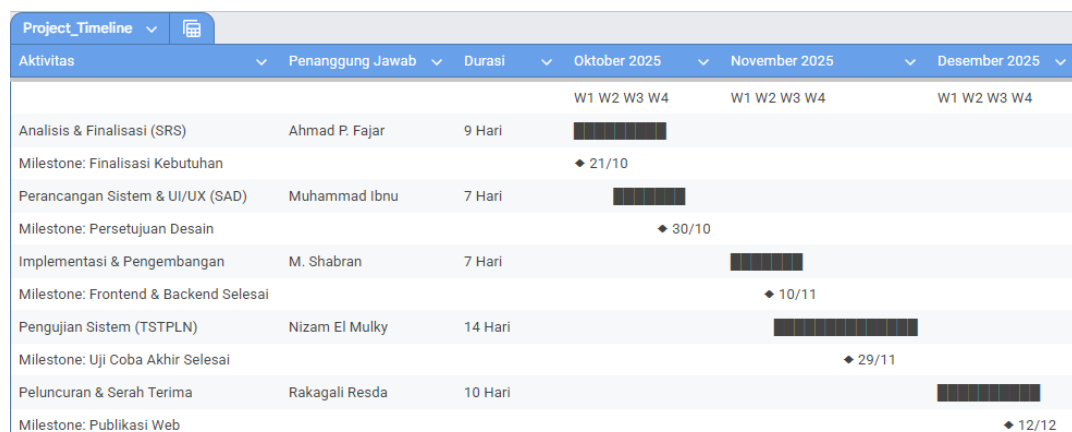 Project_Timeline
Aktivitas Penanggung Jawab Durasi Oktober 2025 November 2025 Desember 2025
W1 W2 W3 W4 W1 W2 W3 W4 W1 W2 W3 W4
Analisis & Finalisasi (SRS) Ahmad P. Fajar 9 Hari █████████
Milestone: Finalisasi Kebutuhan ◆ 21/10
Perancangan Sistem & UI/UX (SAD) Muhammad Ibnu 7 Hari ███████
Milestone: Persetujuan Desain ◆ 30/10
Implementasi & Pengembangan M. Shabran 7 Hari ███████
Milestone: Frontend & Backend Selesai ◆ 10/11
Pengujian Sistem (TSTPLN) Nizam El Mulky 14 Hari ██████████████
Milestone: Uji Coba Akhir Selesai ◆ 29/11
Peluncuran & Serah Terima Rakagali Resda 10 Hari ██████████
Milestone: Publikasi Web ◆ 12/12